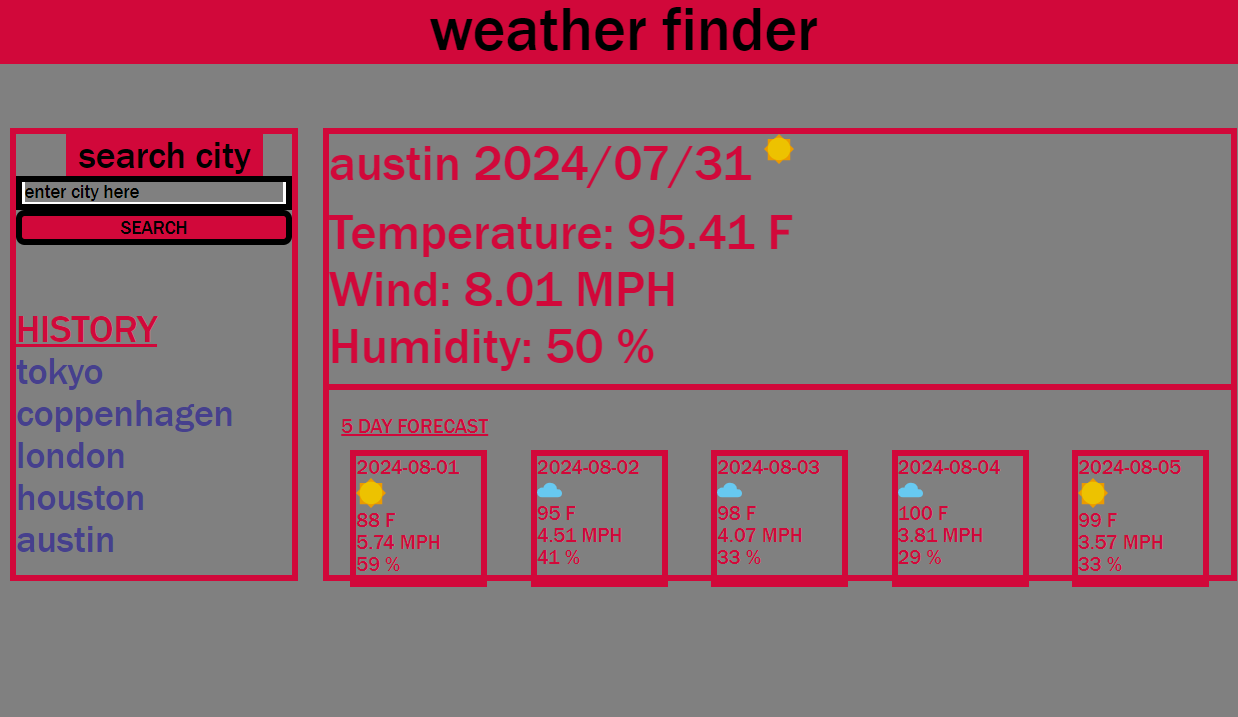 weather finder
search city
enter city here
SEARCH
HISTORY
tokyo
coppenhagen
london
houston
austin
austin 2024/07/31
Temperature: 95.41 F
Wind: 8.01 MPH
Humidity: 50 %
5 DAY FORECAST
2024-08-01
88 F
5.74 MPH
59 %
2024-08-02
95 F
4.51 MPH
41 %
2024-08-03
98 F
4.07 MPH
33 %
2024-08-04
100 F
3.81 MPH
29 %
2024-08-05
99 F
3.57 MPH
33 %